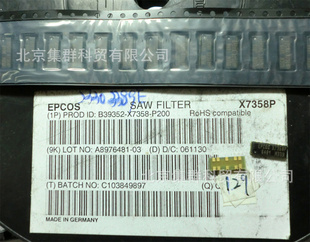 北京集群科贸有限公司
EPCOS SAW FILTER X7358P
(1P) PROD ID: B39352-X7358-P200 RoHS compatible
(9K) LOT NO: A8976481-03 (D) D/C: 061130
(T) BATCH NO: C103849897 (Q)
129
MADE IN GERMANY